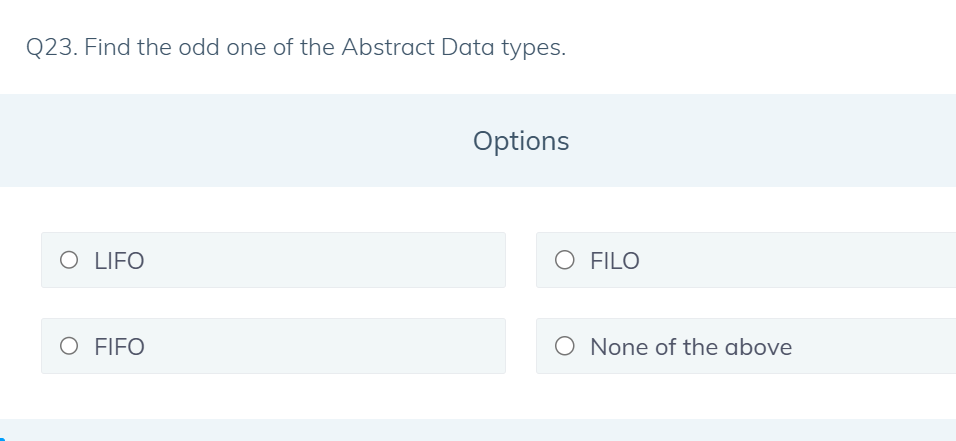 Q23. Find the odd one of the Abstract Data types.
Options
LIFO
FILO
FIFO
None of the above